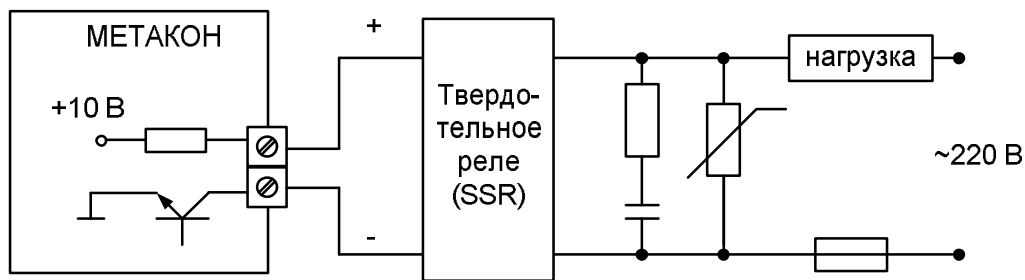 МЕТАКОН
+10 В
+
-
Твердо-
тельное
реле
(SSR)
нагрузка
~220 В